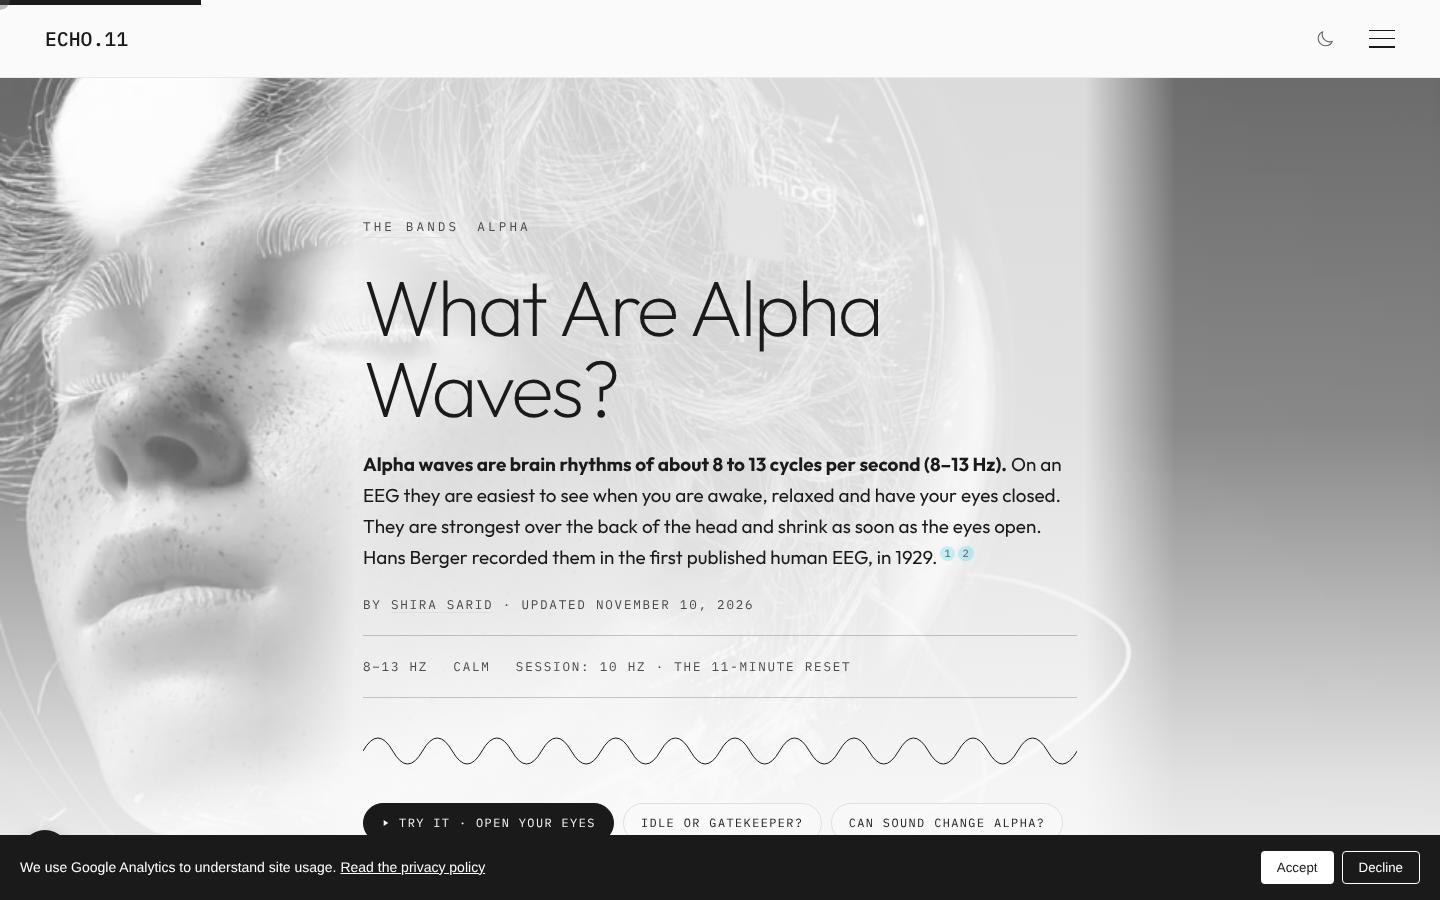 ECHO.11
THE BANDS ALPHA
What Are Alpha
Waves?
Alpha waves are brain rhythms of about 8 to 13 cycles per second (8–13 Hz). On an
EEG they are easiest to see when you are awake, relaxed and have your eyes closed.
They are strongest over the back of the head and shrink as soon as the eyes open.
Hans Berger recorded them in the first published human EEG, in 1929. 1 2
BY SHIRA SARID · UPDATED NOVEMBER 10, 2026
8–13 HZ CALM SESSION: 10 HZ · THE 11-MINUTE RESET
▸ TRY IT · OPEN YOUR EYES IDLE OR GATEKEEPER? CAN SOUND CHANGE ALPHA?
We use Google Analytics to understand site usage. Read the privacy policy Accept Decline